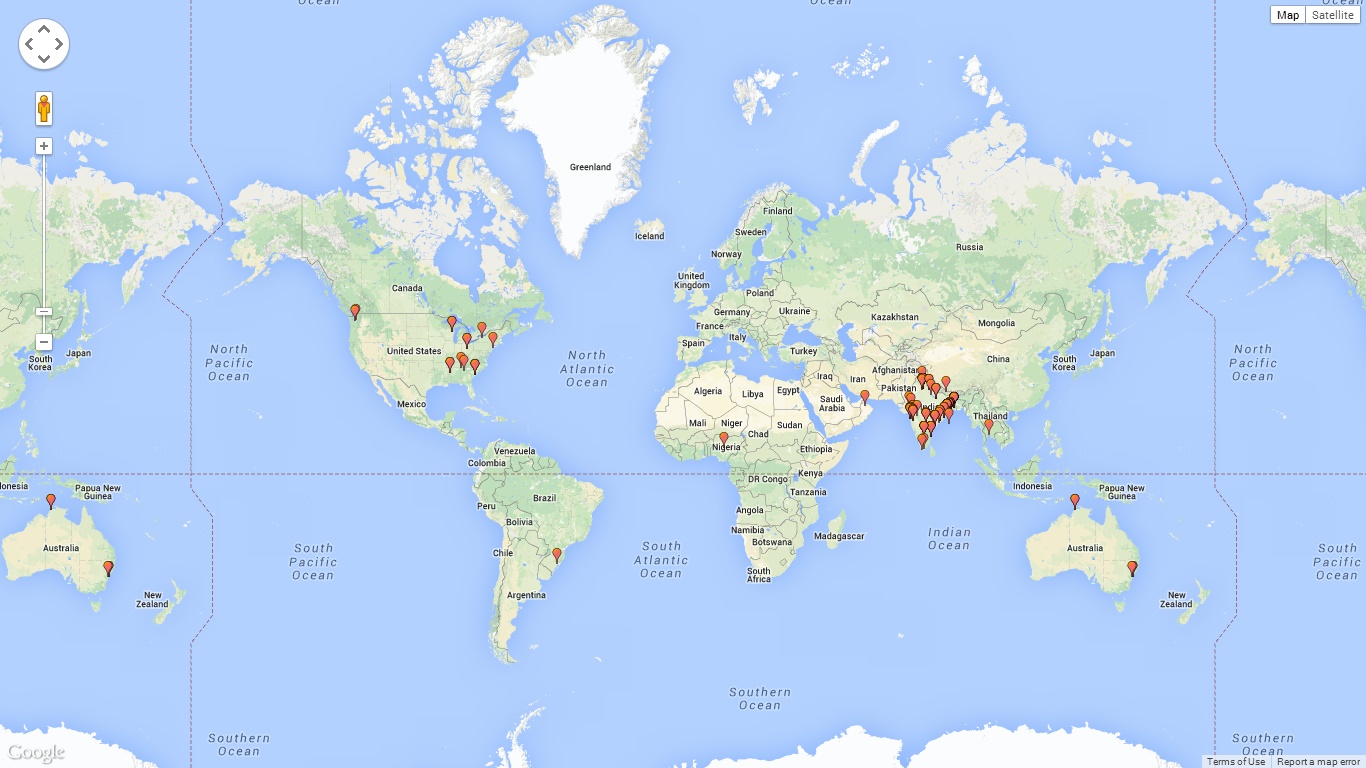 Ocean
Ocean
Ocean
Map
Satellite
Greenland
Finland
Iceland
Sweden
Norway
Russia
United
Kingdom
Canada
Poland
Germany
Ukraine
Kazakhstan
France
Mongolia
Italy
Spain
United States
Turkey
South
Korea
Japan
North
Pacific
Ocean
North
Atlantic
Ocean
China
South
Korea
Japan
North
Pacific
Ocean
Afghanistan
Iraq
Iran
Pakistan
Algeria
Libya
Egypt
Saudi
Arabia
India
Mexico
Mali
Niger
Chad
Sudan
Thailand
Nigeria
Ethiopia
Venezuela
Colombia
DR Congo
Kenya
Tanzania
onesia
Papua New
Guinea
Indonesia
Papua New
Guinea
Peru
Brazil
Angola
Bolivia
Namibia
Botswana
Madagascar
Indian
Ocean
Australia
Chile
South
Pacific
Ocean
South
Atlantic
Ocean
Australia
South
Pacific
Ocean
South
Africa
Argentina
New
Zealand
New
Zealand
Southern
Ocean
Southern
Ocean
Southern
Ocean
Google
Terms of Use
Report a map error